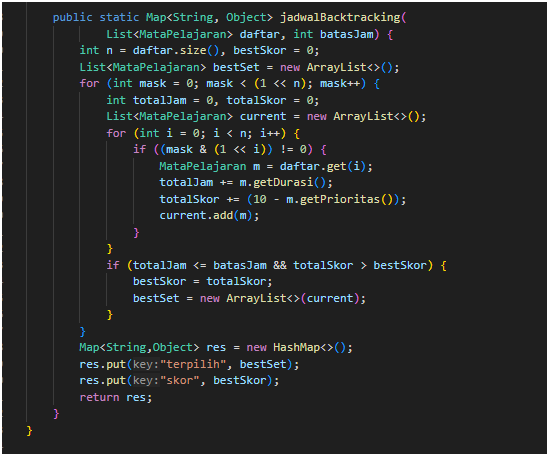 public static Map<String, Object> jadwalBacktracking(
List<MataPelajaran> daftar, int batasJam) {
int n = daftar.size(), bestSkor = 0;
List<MataPelajaran> bestSet = new ArrayList<>();
for (int mask = 0; mask < (1 << n); mask++) {
int totalJam = 0, totalSkor = 0;
List<MataPelajaran> current = new ArrayList<>();
for (int i = 0; i < n; i++) {
if ((mask & (1 << i)) != 0) {
MataPelajaran m = daftar.get(i);
totalJam += m.getDurasi();
totalSkor += (10 - m.getPrioritas());
current.add(m);
}
}
if (totalJam <= batasJam && totalSkor > bestSkor) {
bestSkor = totalSkor;
bestSet = new ArrayList<>(current);
}
}
Map<String,Object> res = new HashMap<>();
res.put(key:"terpilih", bestSet);
res.put(key:"skor", bestSkor);
return res;
}
}